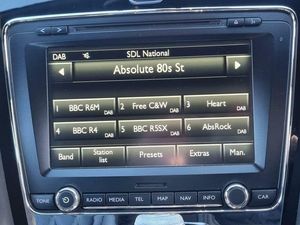 DAB SDL National
Absolute 80s St
1 BBC R6M DAB 2 Free C&W DAB 3 Heart DAB
4 BBC R4 DAB 5 BBC R5SX DAB 6 AbsRock DAB
Band Station list Presets Extras Man.
TONE RADIO MEDIA TEL MAP NAV INFO CAR